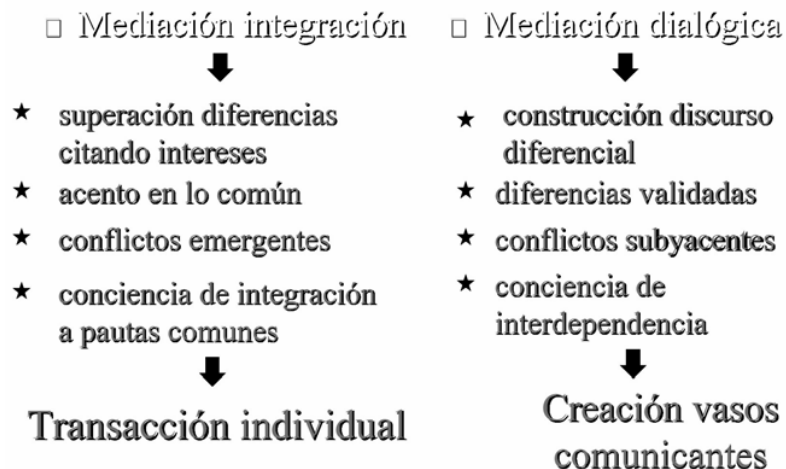 Mediación integración
superación diferencias
citando intereses
acento en lo común
conflictos emergentes
conciencia de integración
a pautas comunes
Transacción individual
Mediación dialógica
construcción discurso
diferencial
diferencias validadas
conflictos subyacentes
conciencia de
interdependencia
Creación vasos
comunicantes